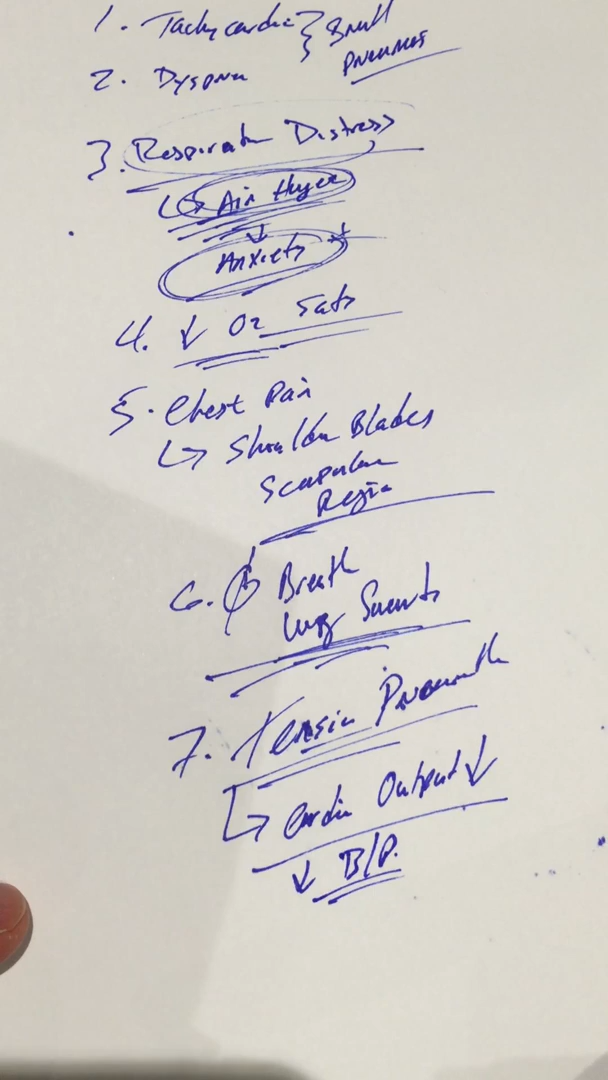 1. Tachycardia } Small
Pneumos
2. Dyspnea
3. Respirato Distress
↳ Air Hunger
↓
Anxiety
4. ↓ O2 Sats
5. Chest Pain
↳ Shoulder Blades
Scapular
Region
6. Breath
Lung Sounds
7. Tension Pneumoth
↳ Cardiac Output ↓
↓ B/P.